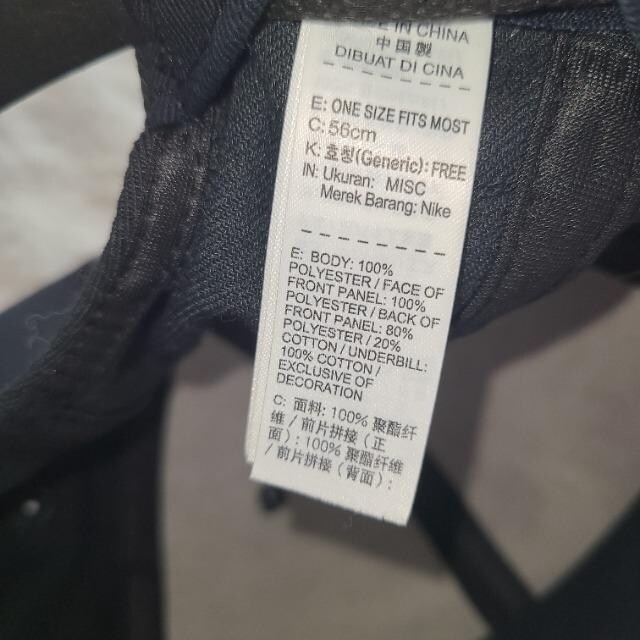 E IN CHINA
中国製
DIBUAT DI CINA
E: ONE SIZE FITS MOST
C: 56cm
K: 호칭(Generic): FREE
IN: Ukuran: MISC
Merek Barang: Nike
E: BODY: 100%
POLYESTER / FACE OF
FRONT PANEL: 100%
POLYESTER / BACK OF
FRONT PANEL: 80%
POLYESTER / 20%
COTTON / UNDERBILL:
100% COTTON /
EXCLUSIVE OF
DECORATION
C: 面料: 100% 聚酯纤
维 / 前片拼接（正
面）: 100% 聚酯纤维
/ 前片拼接（背面）: